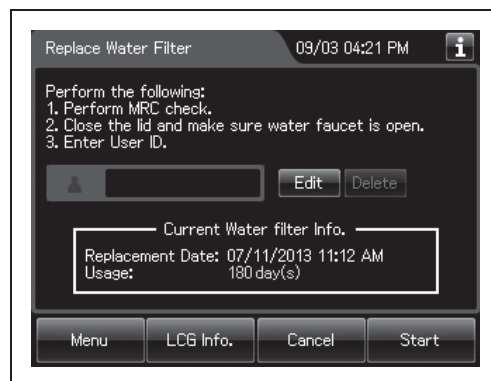 Replace Water Filter 09/03 04:21 PM i
Perform the following:
1. Perform MRC check.
2. Close the lid and make sure water faucet is open.
3. Enter User ID.
Edit Delete
Current Water filter Info.
Replacement Date: 07/11/2013 11:12 AM
Usage: 180 day(s)
Menu LCG Info. Cancel Start